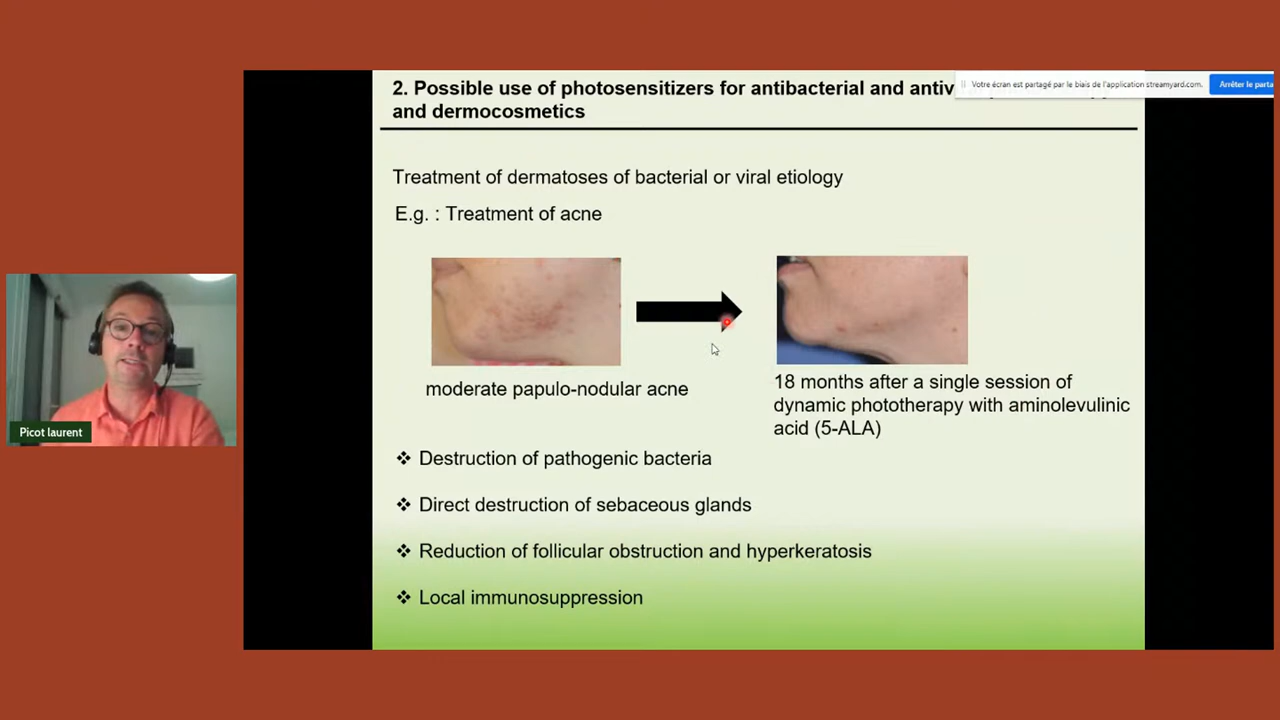 2. Possible use of photosensitizers for antibacterial and
and dermocosmetics
Votre écran est partagé par le biais de l'application streamyard.com.
Arrêter le parta
Treatment of dermatoses of bacterial or viral etiology
E.g. : Treatment of acne
moderate papulo-nodular acne
18 months after a single session of
dynamic phototherapy with aminolevulinic
acid (5-ALA)
Picot laurent
❖ Destruction of pathogenic bacteria
❖ Direct destruction of sebaceous glands
❖ Reduction of follicular obstruction and hyperkeratosis
❖ Local immunosuppression